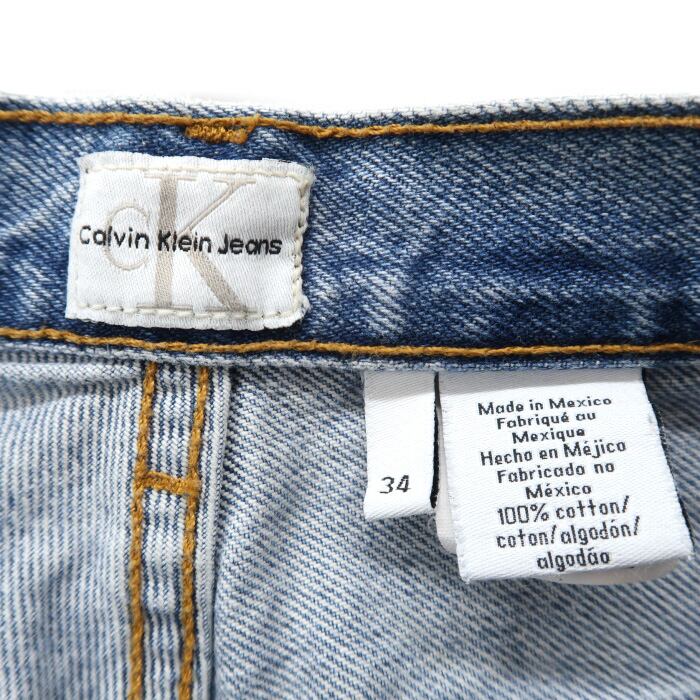 CK
Calvin Klein Jeans
34
Made in Mexico
Fabriqué au
Mexique
Hecho en Méjico
Fabricado no
México
100% cotton/
coton/algodón/
algodão